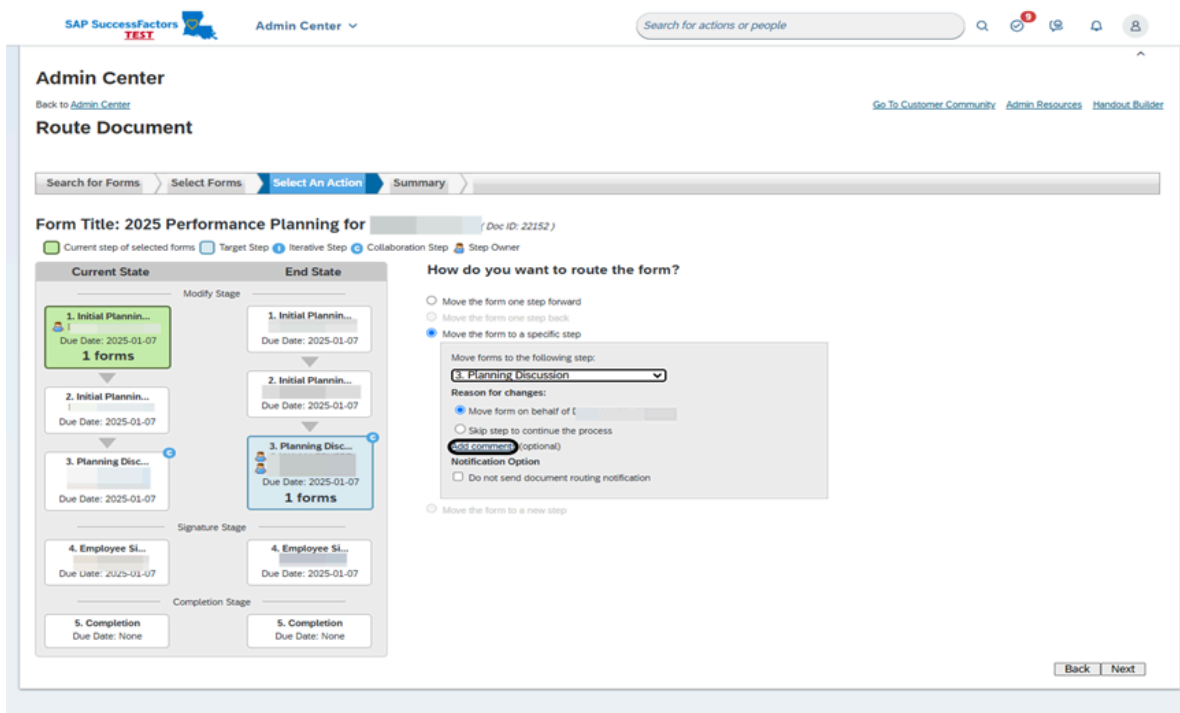 SAP SuccessFactors
TEST
Admin Center
Search for actions or people
9
Admin Center
Back to Admin Center
Go To Customer Community Admin Resources Handout Builder
Route Document
Search for Forms Select Forms Select An Action Summary
Form Title: 2025 Performance Planning for
( Doc ID: 22152 )
Current step of selected forms Target Step I Iterative Step C Collaboration Step Step Owner
Current State End State
Modify Stage
1. Initial Plannin...
Due Date: 2025-01-07
1 forms
2. Initial Plannin...
Due Date: 2025-01-07
C
3. Planning Disc...
Due Date: 2025-01-07
1. Initial Plannin...
Due Date: 2025-01-07
2. Initial Plannin...
Due Date: 2025-01-07
C
3. Planning Disc...
Due Date: 2025-01-07
1 forms
Signature Stage
4. Employee Si...
Due Date: 2025-01-07
4. Employee Si...
Due Date: 2025-01-07
Completion Stage
5. Completion
Due Date: None
5. Completion
Due Date: None
How do you want to route the form?
Move the form one step forward
Move the form one step back
Move the form to a specific step
Move forms to the following step:
3. Planning Discussion
Reason for changes:
Move form on behalf of
Skip step to continue the process
Add comment (optional)
Notification Option
Do not send document routing notification
Move the form to a new step
Back Next